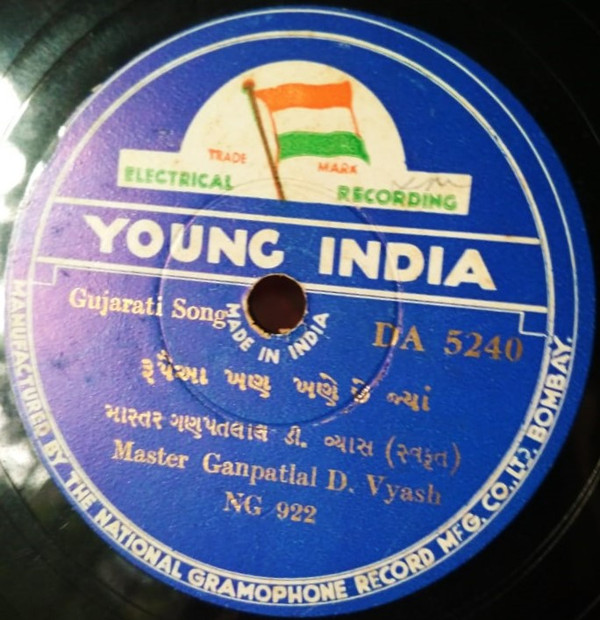 TRADE MARK
ELECTRICAL RECORDING
YOUNG INDIA
Gujarati Song
MADE IN INDIA
DA 5240
રૂપૈઆ ખણ ખણે છે જ્યાં
માસ્તર ગણપતલાલ ડી. વ્યાસ (સ્વકૃત)
Master Ganpatlal D. Vyash
NG 922
MANUFACTURED BY THE NATIONAL GRAMOPHONE RECORD MFG. CO., LTD. BOMBAY.